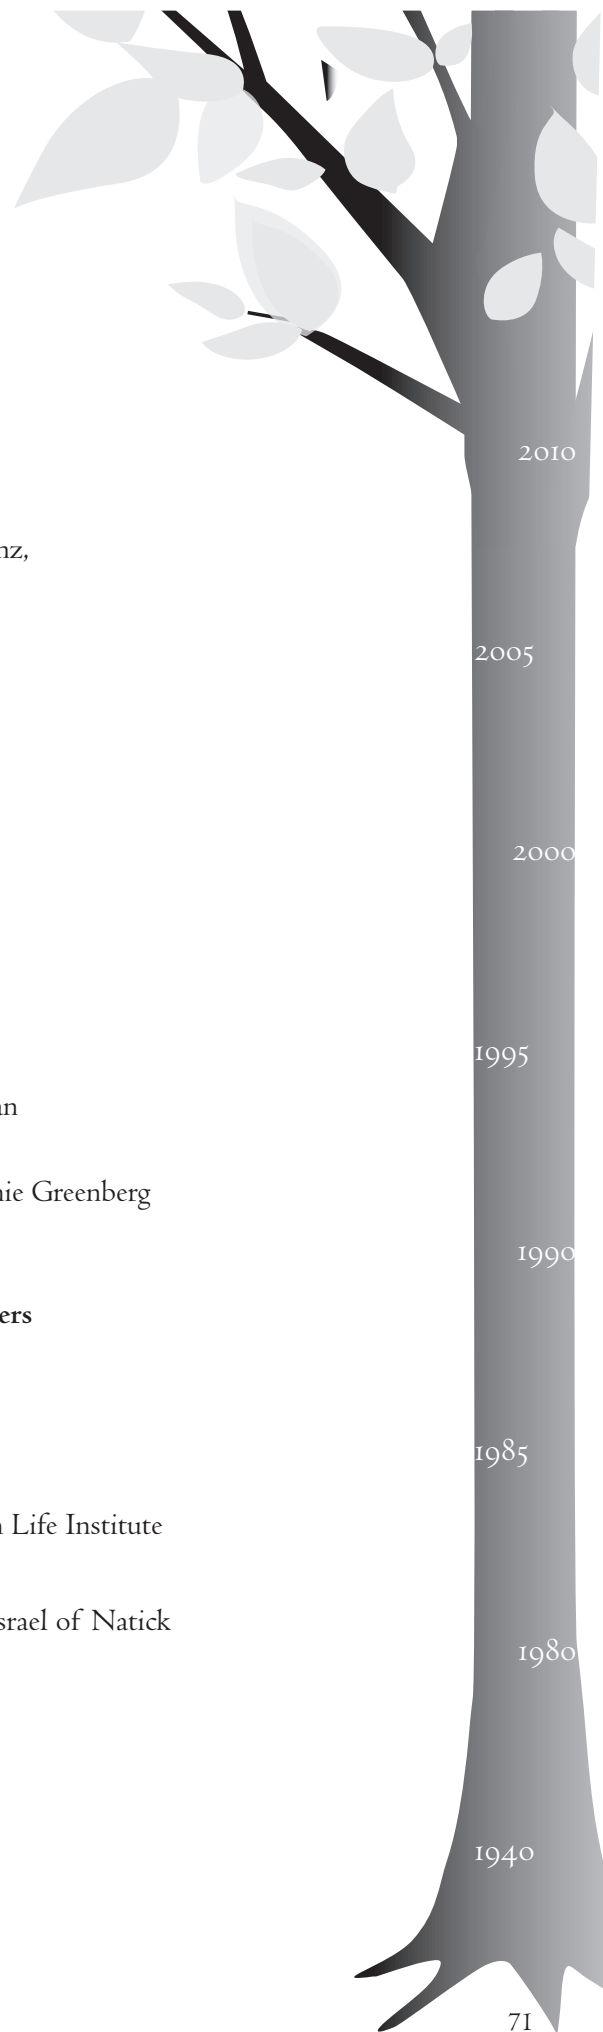 2010
nz,
2005
2000
1995
an
nie Greenberg
1990
ers
1985
n Life Institute
srael of Natick
1980
1940
71